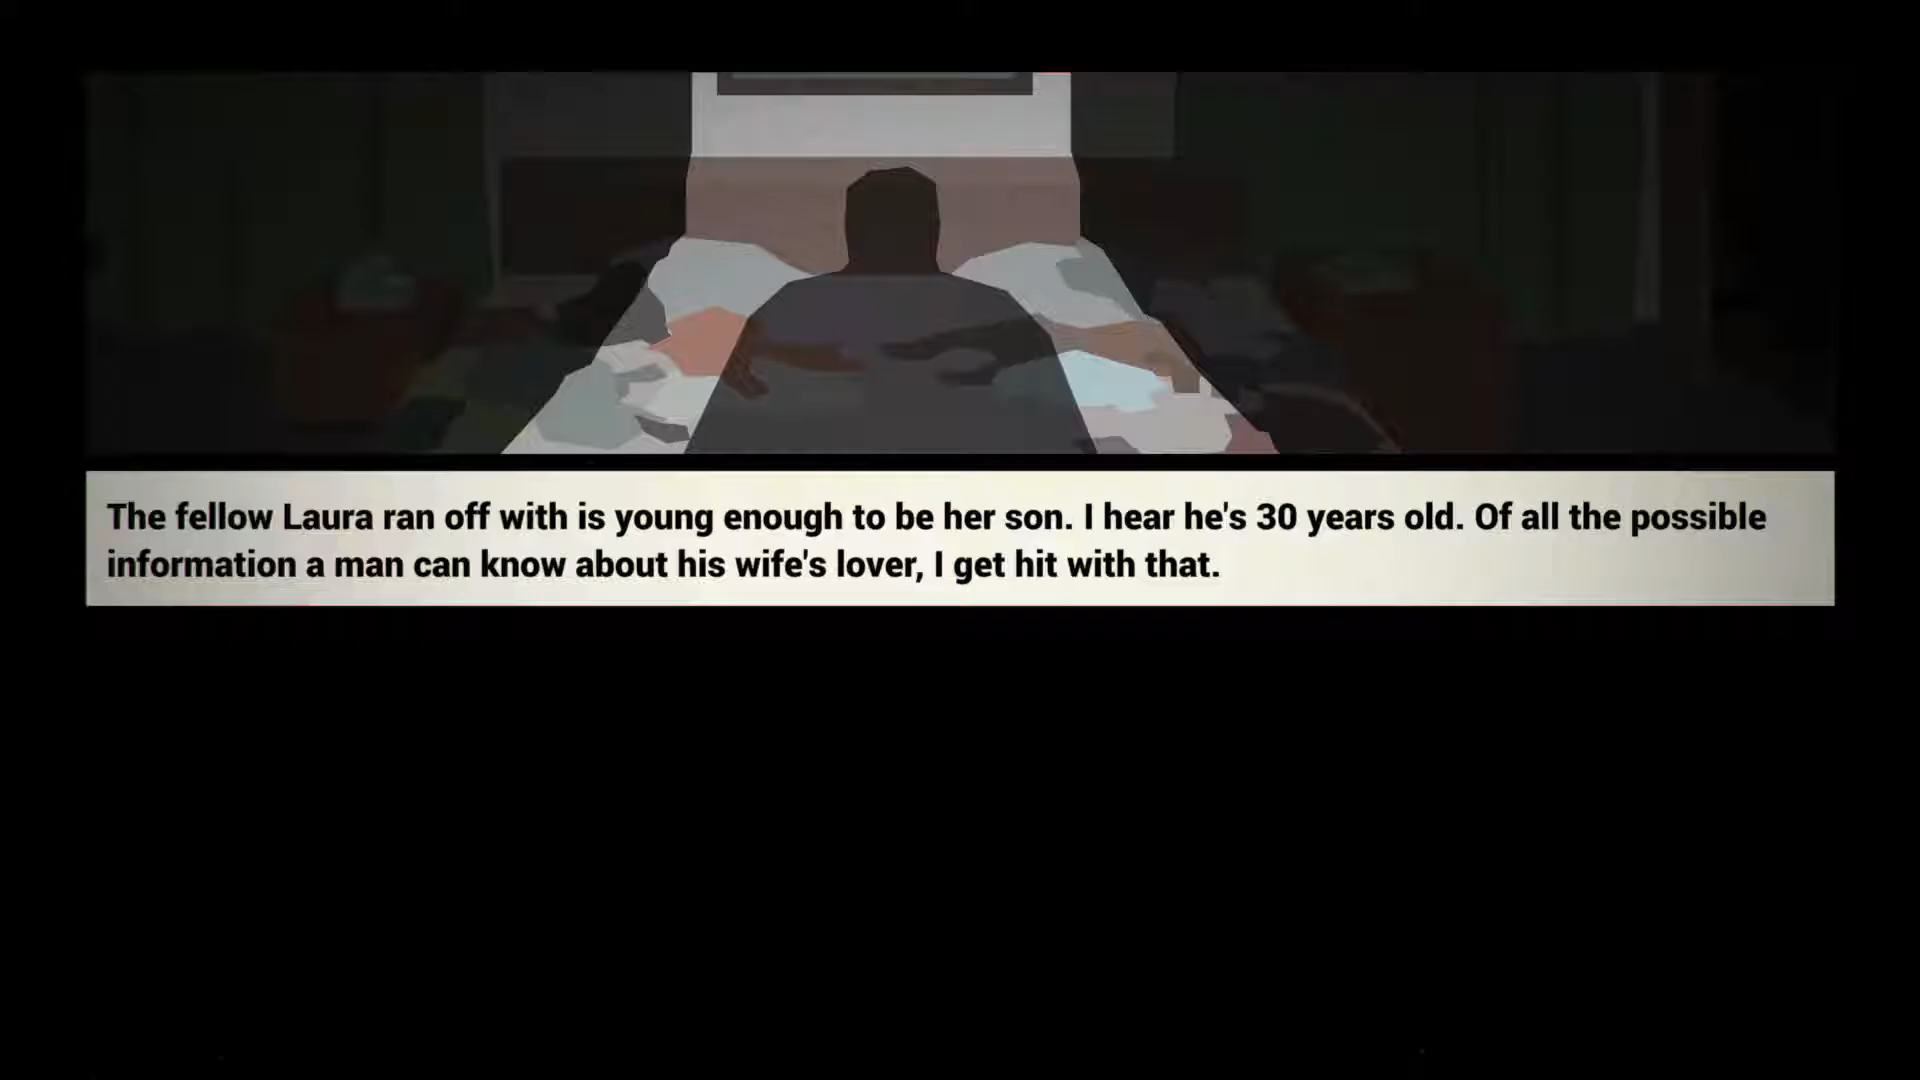 The fellow Laura ran off with is young enough to be her son. I hear he's 30 years old. Of all the possible
information a man can know about his wife's lover, I get hit with that.